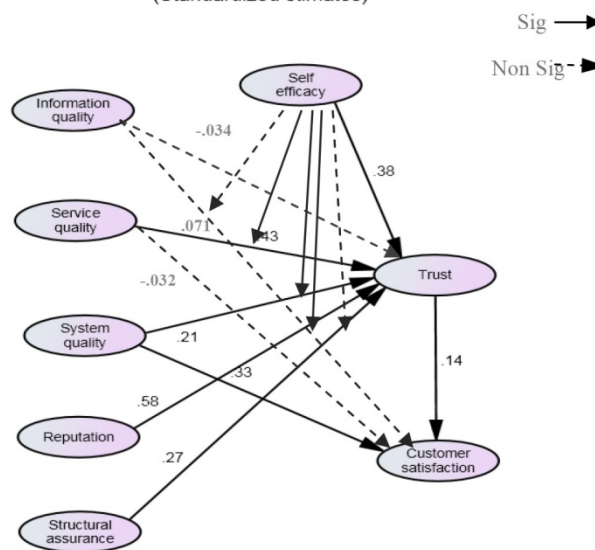 (Standardized stimates)
Sig
Non Sig
Self
efficacy
Information
quality
-.034
.38
Service
quality
.071
.43
Trust
-.032
System
quality
.21
.33
.14
.58
Reputation
.27
Customer
satisfaction
Structural
assurance